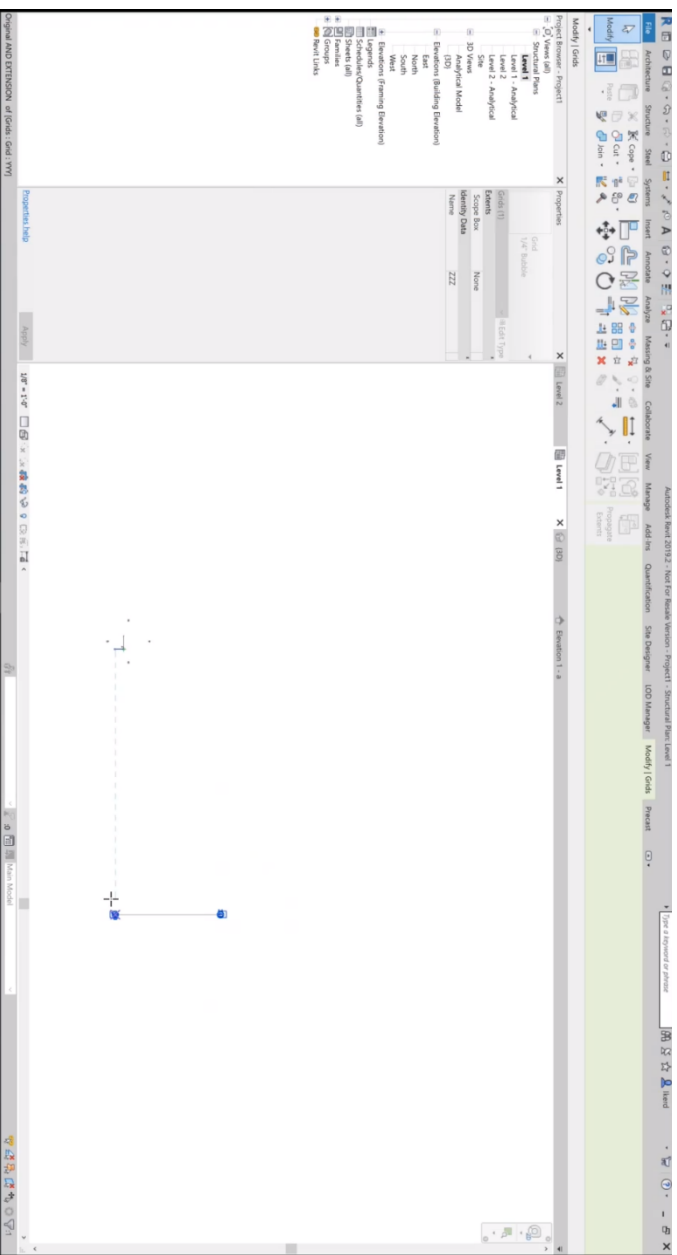 Autodesk Revit 2019.2 - Not For Resale Version - Project1 - Structural Plan: Level 1
Type a keyword or phrase
ikerd
File Architecture Structure Steel Systems Insert Annotate Analyze Massing & Site Collaborate View Manage Add-Ins Quantification Site Designer LOD Manager Modify | Grids Precast
Modify
Paste
Cope
Cut
Join
Propagate
Extents
Modify | Grids
Project Browser - Project1
Views (all)
Structural Plans
Level 1
Level 1 - Analytical
Level 2
Level 2 - Analytical
Site
3D Views
Analytical Model
{3D}
Elevations (Building Elevation)
East
North
South
West
Elevations (Framing Elevation)
Legends
Schedules/Quantities (all)
Sheets (all)
Families
Groups
Revit Links
Properties
Grid
1/4" Bubble
Grids (1)
Edit Type
Extents
Scope Box None
Identity Data
Name ZZZ
Properties help
Apply
Level 2
Level 1
{3D}
Elevation 1 - a
1/8" = 1'-0"
Original AND EXTENSION of [Grids : Grid : YYY]
:0
Main Model
:1